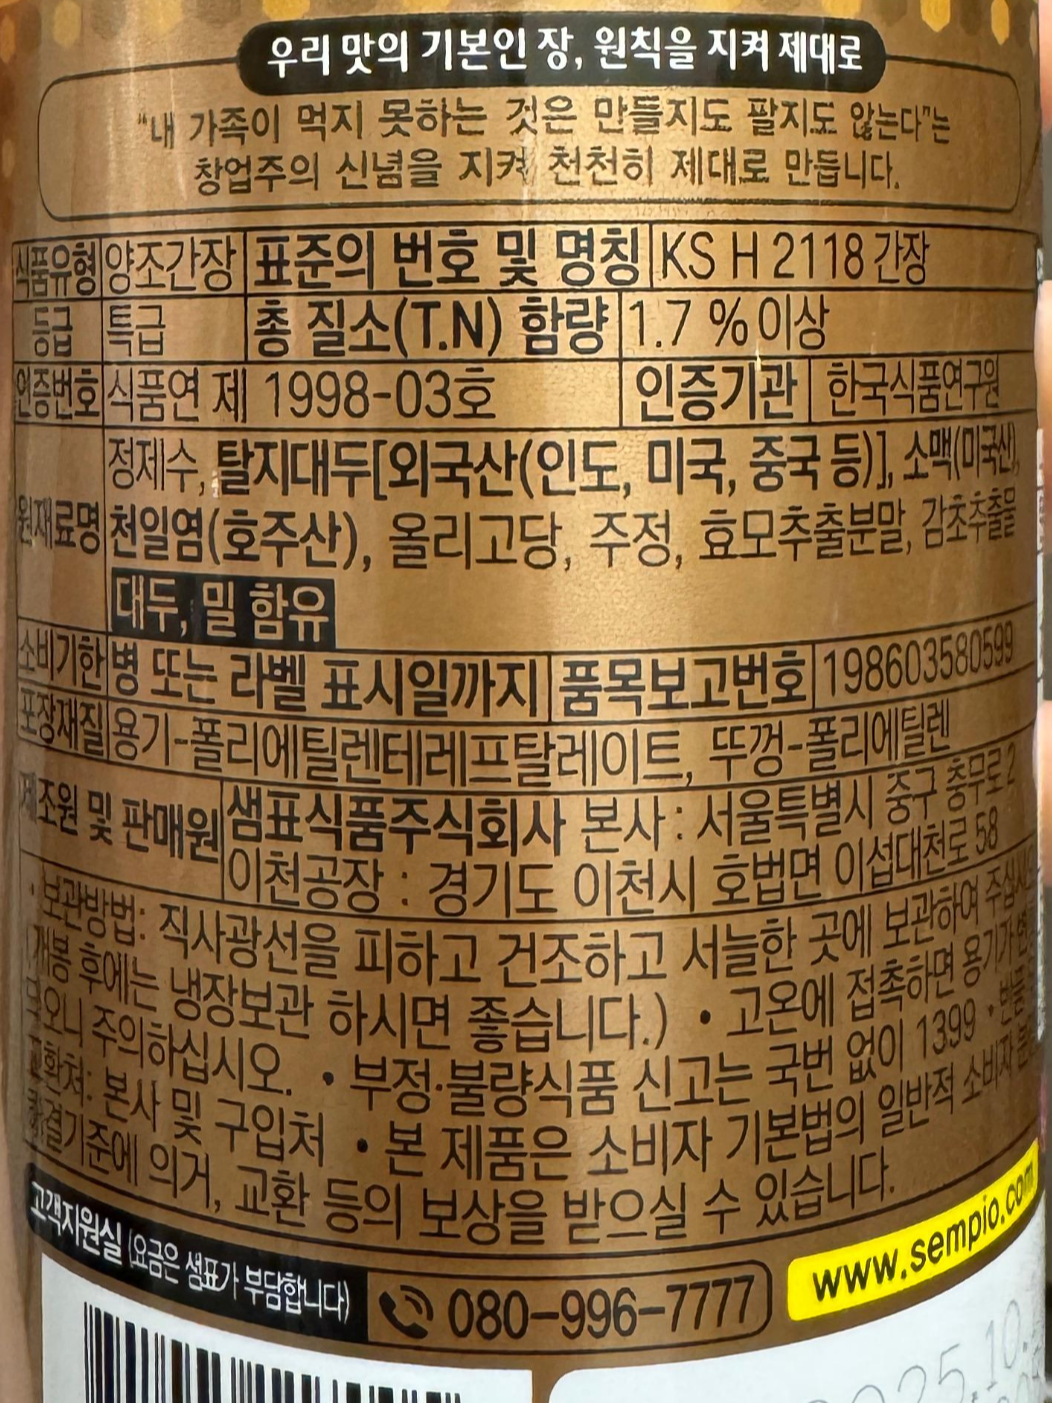 우리 맛의 기본인 장, 원칙을 지켜 제대로
“내 가족이 먹지 못하는 것은 만들지도 팔지도 않는다”는
창업주의 신념을 지켜 천천히 제대로 만듭니다.
식품유형 양조간장 표준의 번호 및 명칭 KS H 2118 간장
등급 특급 총 질소(T.N) 함량 1.7 % 이상
인증번호 식품연 제 1998-03호 인증기관 한국식품연구원
원재료명 정제수, 탈지대두[외국산(인도, 미국, 중국 등)], 소맥(미국산),
천일염(호주산), 올리고당, 주정, 효모추출분말, 감초추출물
대두, 밀 함유
소비기한 병 또는 라벨 표시일까지 품목보고번호 198603580599
포장재질 용기-폴리에틸렌테레프탈레이트, 뚜껑-폴리에틸렌
제조원 및 판매원 샘표식품주식회사 본사 : 서울특별시 중구 충무로 2
이천공장 : 경기도 이천시 호법면 이섭대천로 58
• 보관방법: 직사광선을 피하고 건조하고 서늘한 곳에 보관하여 주십시오
(개봉 후에는 냉장보관 하시면 좋습니다.) • 고온에 접촉하면 용기가
주의하십시오. • 부정·불량식품 신고는 국번 없이 1399 • 반품
교환처: 본사 및 구입처 • 본 제품은 소비자 기본법의 일반적 소비자
해결기준에 의거, 교환 등의 보상을 받으실 수 있습니다.
고객지원실 (요금은 샘표가 부담합니다) 080-996-7777 www.sempio.com